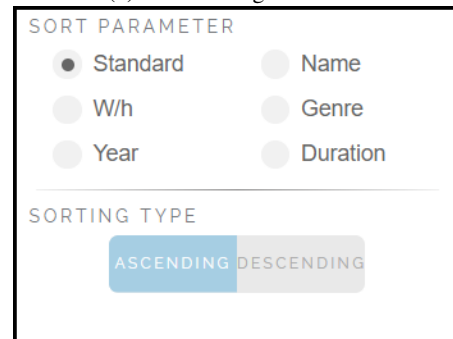 SORT PARAMETER
Standard Name
W/h Genre
Year Duration
SORTING TYPE
ASCENDING DESCENDING